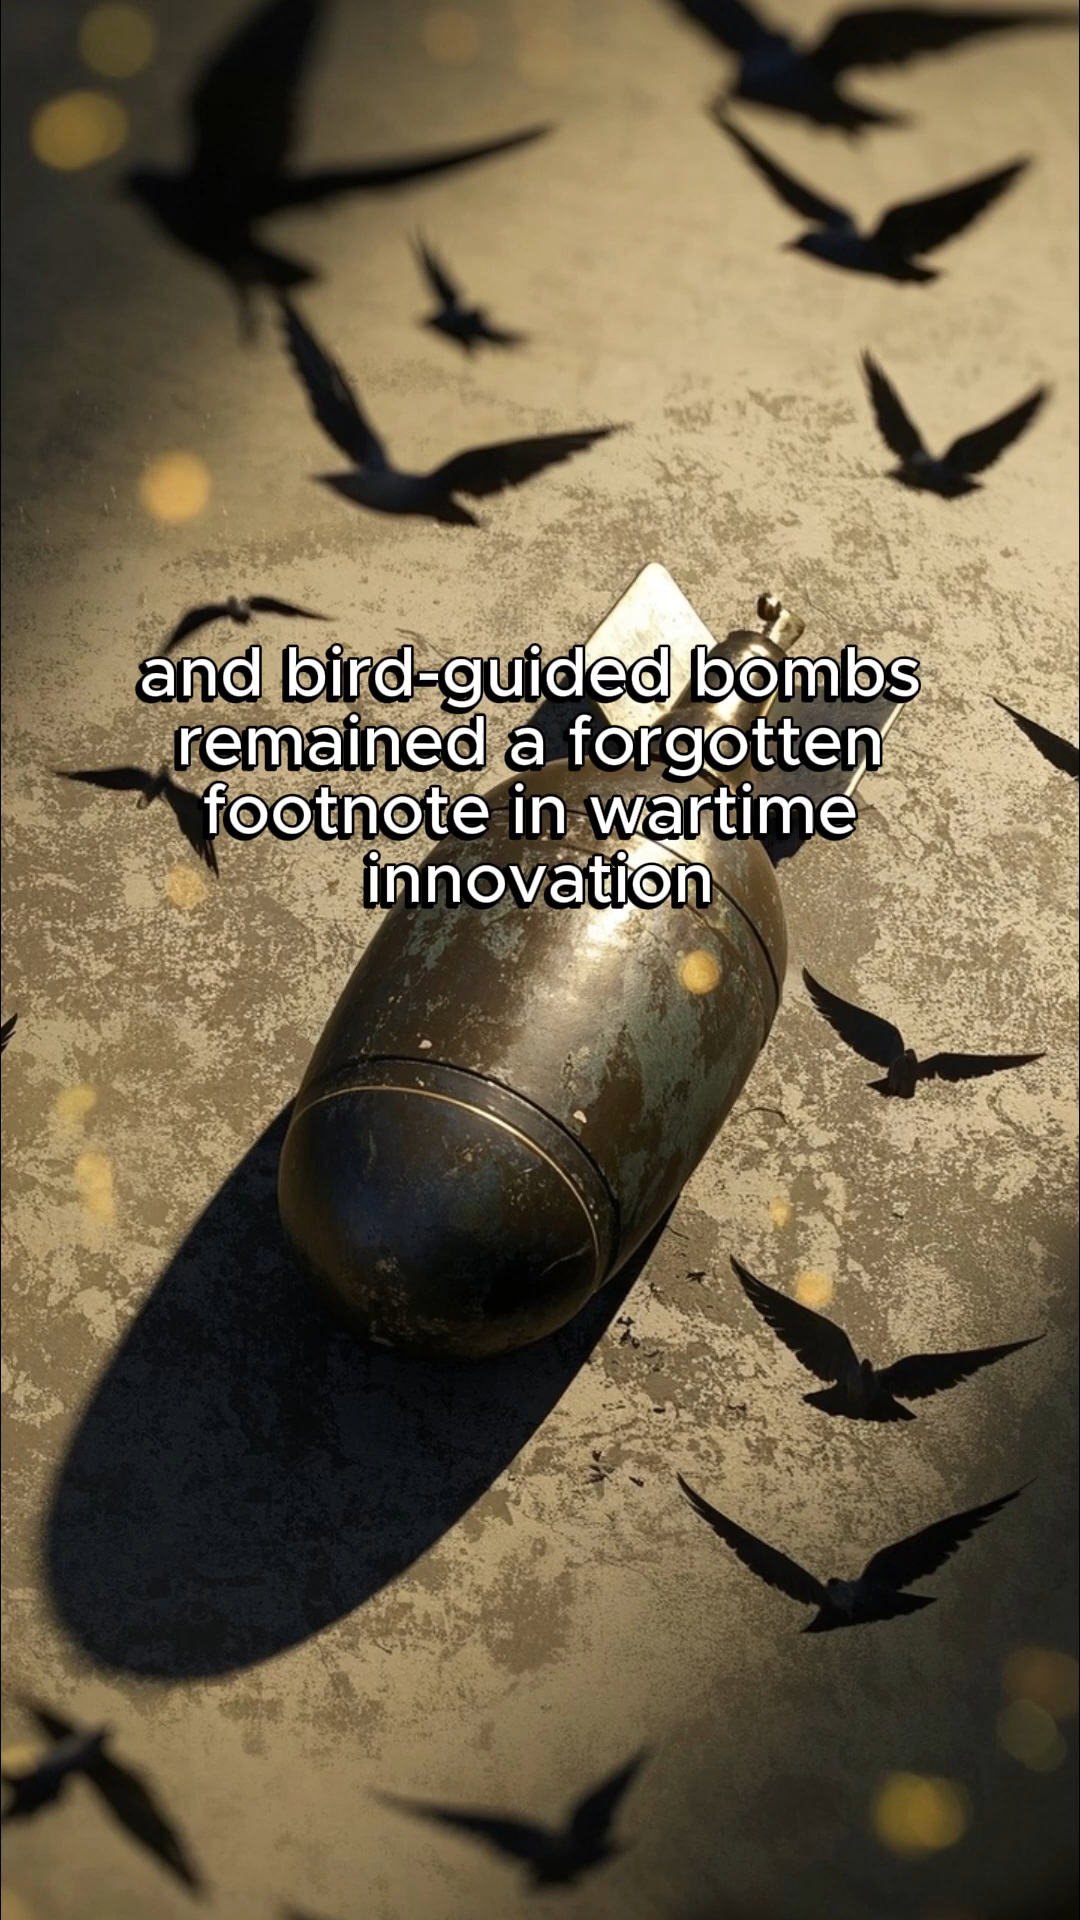 and bird-guided bombs
remained a forgotten
footnote in wartime
innovation